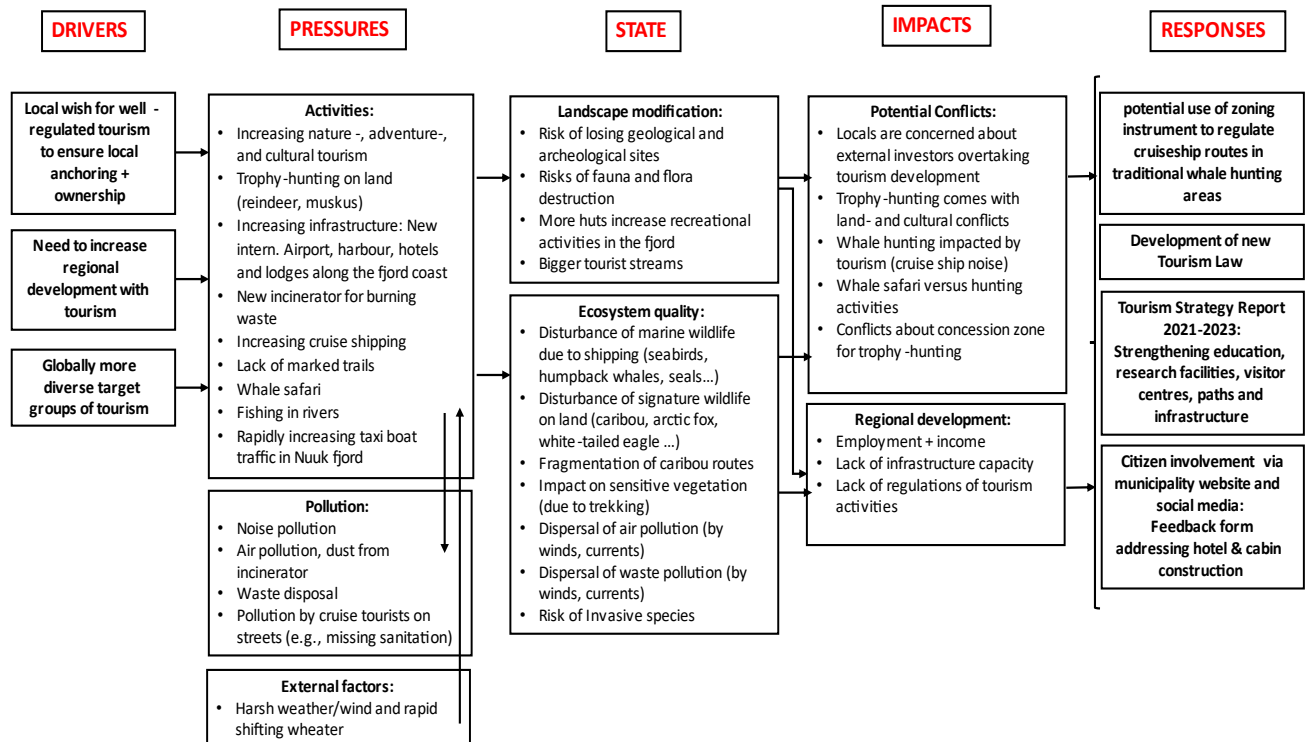 DRIVERS
PRESSURES
STATE
IMPACTS
RESPONSES
Local wish for well -
regulated tourism
to ensure local
anchoring +
ownership
Need to increase
regional
development with
tourism
Globally more
diverse target
groups of tourism
Activities:
• Increasing nature -, adventure-,
and cultural tourism
• Trophy-hunting on land
(reindeer, muskus)
• Increasing infrastructure: New
intern. Airport, harbour, hotels
and lodges along the fjord coast
• New incinerator for burning
waste
• Increasing cruise shipping
• Lack of marked trails
• Whale safari
• Fishing in rivers
• Rapidly increasing taxi boat
traffic in Nuuk fjord
Pollution:
• Noise pollution
• Air pollution, dust from
incinerator
• Waste disposal
• Pollution by cruise tourists on
streets (e.g., missing sanitation)
External factors:
• Harsh weather/wind and rapid
shifting wheater
Landscape modification:
• Risk of losing geological and
archeological sites
• Risks of fauna and flora
destruction
• More huts increase recreational
activities in the fjord
• Bigger tourist streams
Ecosystem quality:
• Disturbance of marine wildlife
due to shipping (seabirds,
humpback whales, seals...)
• Disturbance of signature wildlife
on land (caribou, arctic fox,
white-tailed eagle ...)
• Fragmentation of caribou routes
• Impact on sensitive vegetation
(due to trekking)
• Dispersal of air pollution (by
winds, currents)
• Dispersal of waste pollution (by
winds, currents)
• Risk of Invasive species
Potential Conflicts:
• Locals are concerned about
external investors overtaking
tourism development
• Trophy -hunting comes with
land- and cultural conflicts
• Whale hunting impacted by
tourism (cruise ship noise)
• Whale safari versus hunting
activities
• Conflicts about concession zone
for trophy -hunting
Regional development:
• Employment + income
• Lack of infrastructure capacity
• Lack of regulations of tourism
activities
potential use of zoning
instrument to regulate
cruiseship routes in
traditional whale hunting
areas
Development of new
Tourism Law
Tourism Strategy Report
2021-2023:
Strengthening education,
research facilities, visitor
centres, paths and
infrastructure
Citizen involvement via
municipality website and
social media:
Feedback form
addressing hotel & cabin
construction